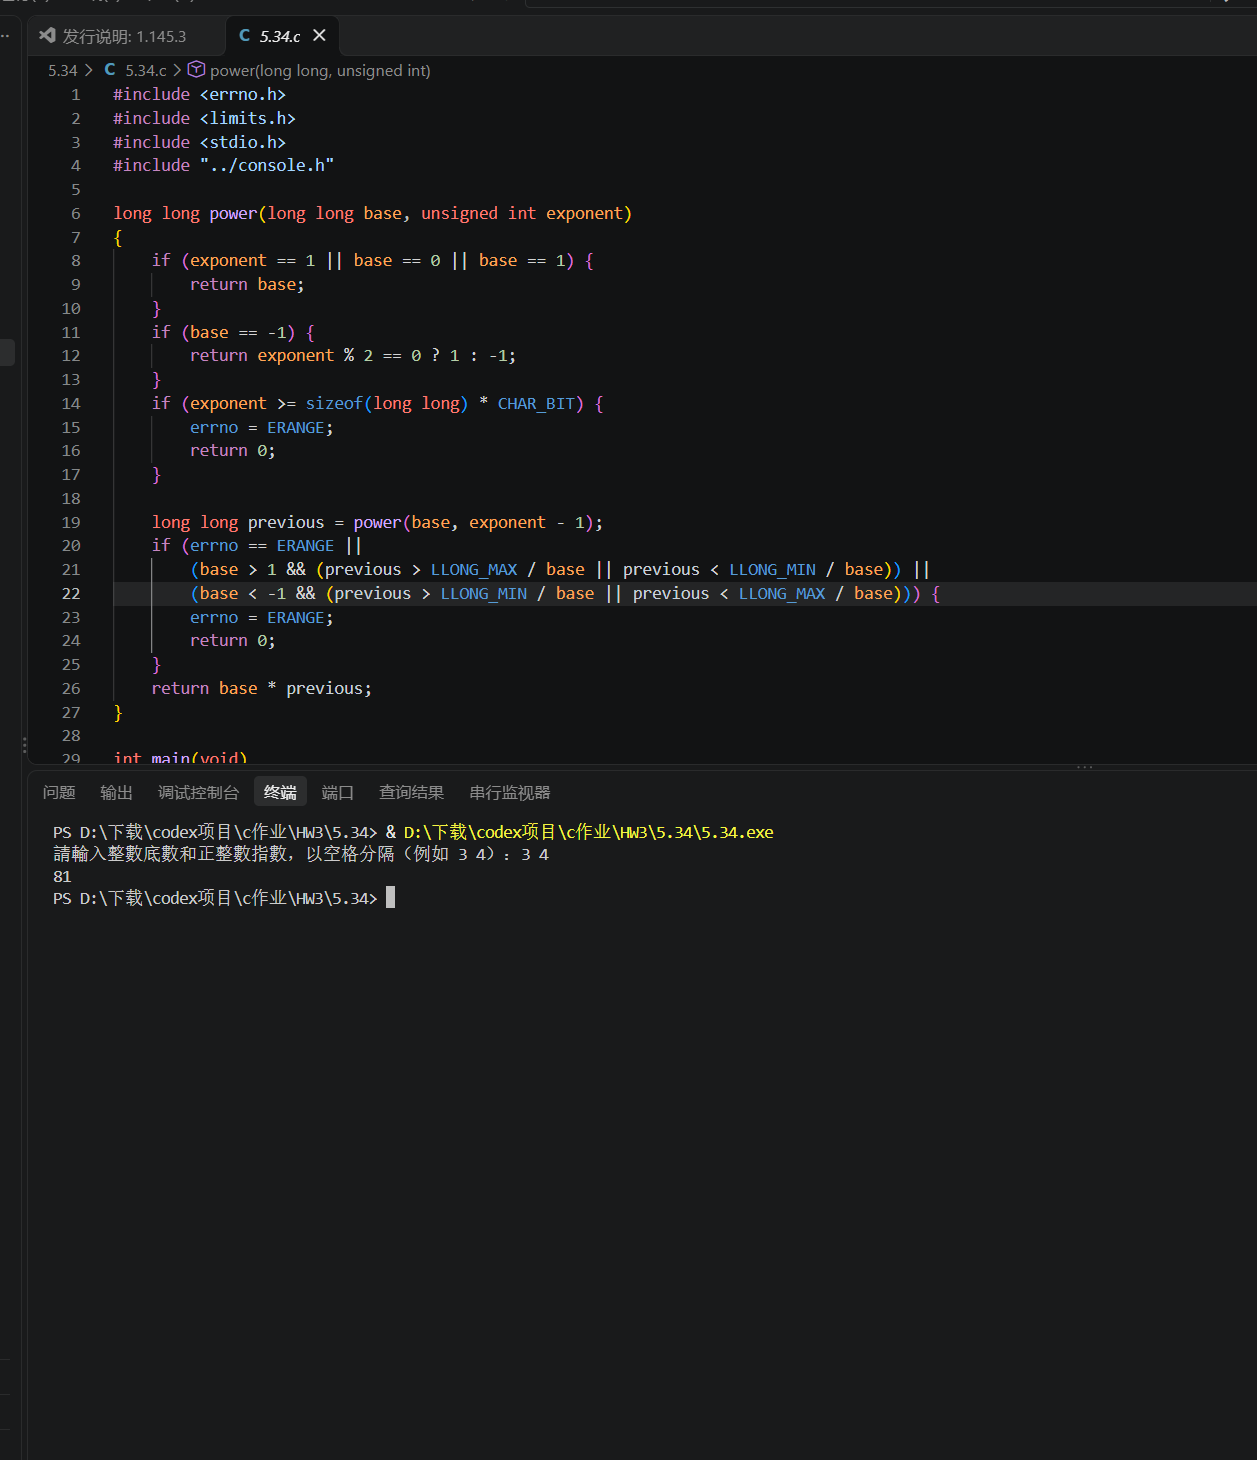 发行说明: 1.145.3
C 5.34.c
5.34 > C 5.34.c > power(long long, unsigned int)
1 #include <errno.h>
2 #include <limits.h>
3 #include <stdio.h>
4 #include "../console.h"
5
6 long long power(long long base, unsigned int exponent)
7 {
8     if (exponent == 1 || base == 0 || base == 1) {
9         return base;
10     }
11     if (base == -1) {
12         return exponent % 2 == 0 ? 1 : -1;
13     }
14     if (exponent >= sizeof(long long) * CHAR_BIT) {
15         errno = ERANGE;
16         return 0;
17     }
18
19     long long previous = power(base, exponent - 1);
20     if (errno == ERANGE ||
21         (base > 1 && (previous > LLONG_MAX / base || previous < LLONG_MIN / base)) ||
22         (base < -1 && (previous > LLONG_MIN / base || previous < LLONG_MAX / base))) {
23         errno = ERANGE;
24         return 0;
25     }
26     return base * previous;
27 }
28
29 int main(void)
问题 输出 调试控制台 终端 端口 查询结果 串行监视器
PS D:\下载\codex项目\c作业\HW3\5.34> & D:\下载\codex项目\c作业\HW3\5.34\5.34.exe
請輸入整數底數和正整數指數，以空格分隔（例如 3 4）：3 4
81
PS D:\下载\codex项目\c作业\HW3\5.34>